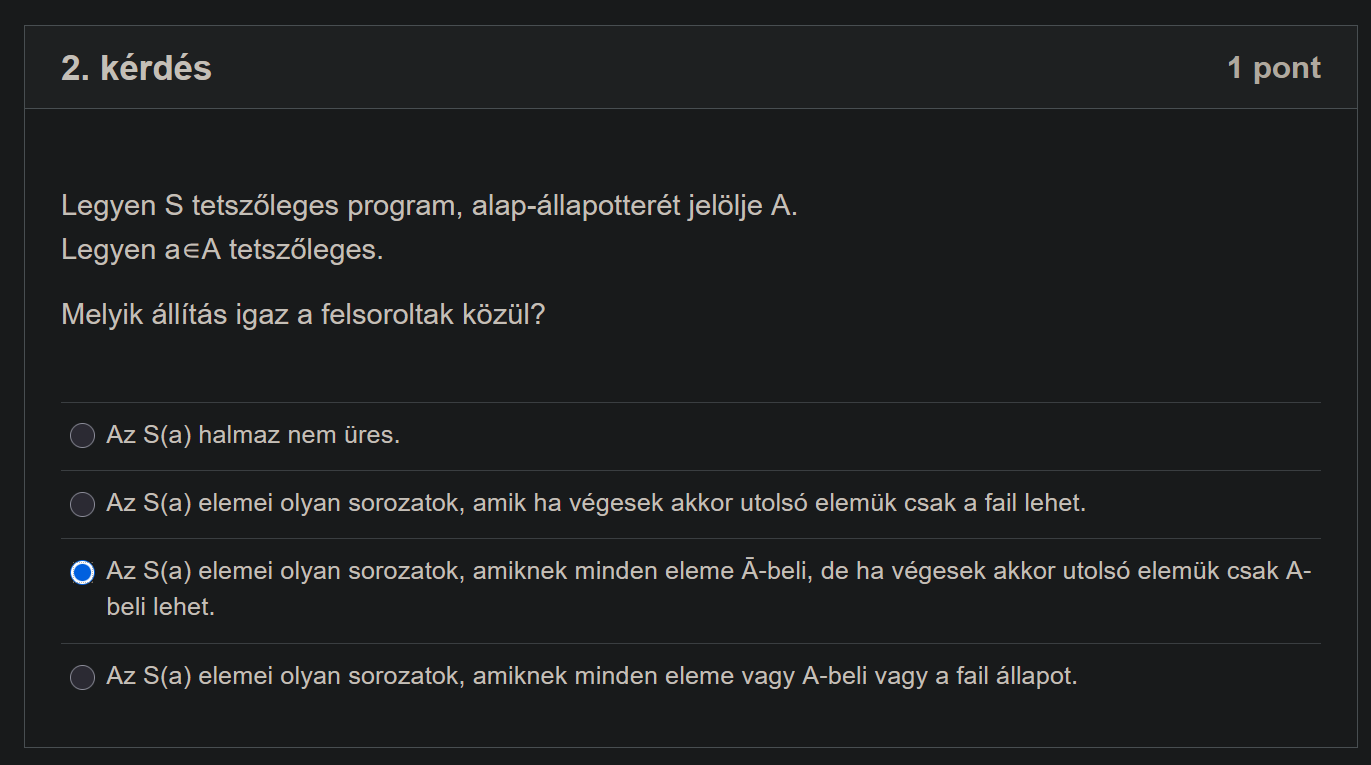 2. kérdés
1 pont
Legyen S tetszőleges program, alap-állapotterét jelölje A.
Legyen a∈A tetszőleges.
Melyik állítás igaz a felsoroltak közül?
Az S(a) halmaz nem üres.
Az S(a) elemei olyan sorozatok, amik ha végesek akkor utolsó elemük csak a fail lehet.
Az S(a) elemei olyan sorozatok, amiknek minden eleme Ā-beli, de ha végesek akkor utolsó elemük csak A-
beli lehet.
Az S(a) elemei olyan sorozatok, amiknek minden eleme vagy A-beli vagy a fail állapot.